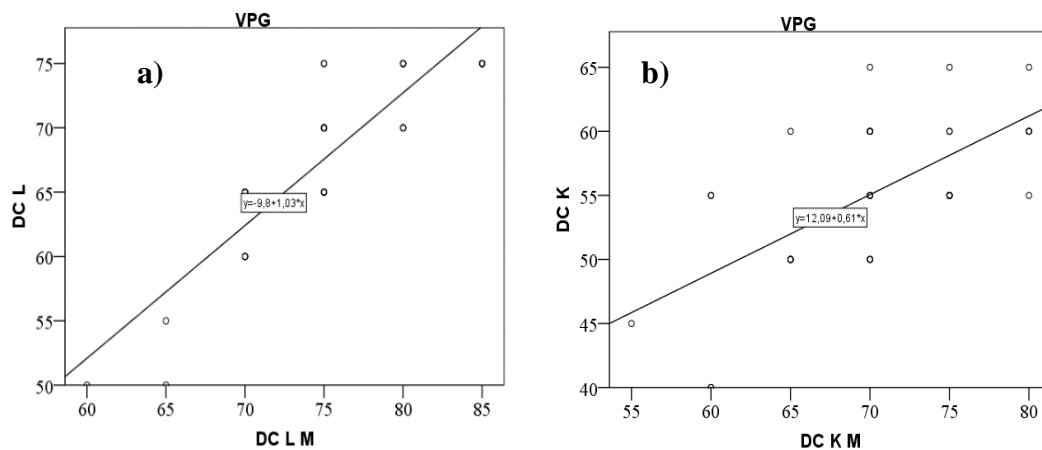 VPG
a)
75
70
65
60
55
50
DC L
y=-9,8+1,03*x
60 65 70 75 80 85
DC L M
VPG
b)
65
60
55
50
45
40
DC K
y=12,09+0,61*x
55 60 65 70 75 80
DC K M